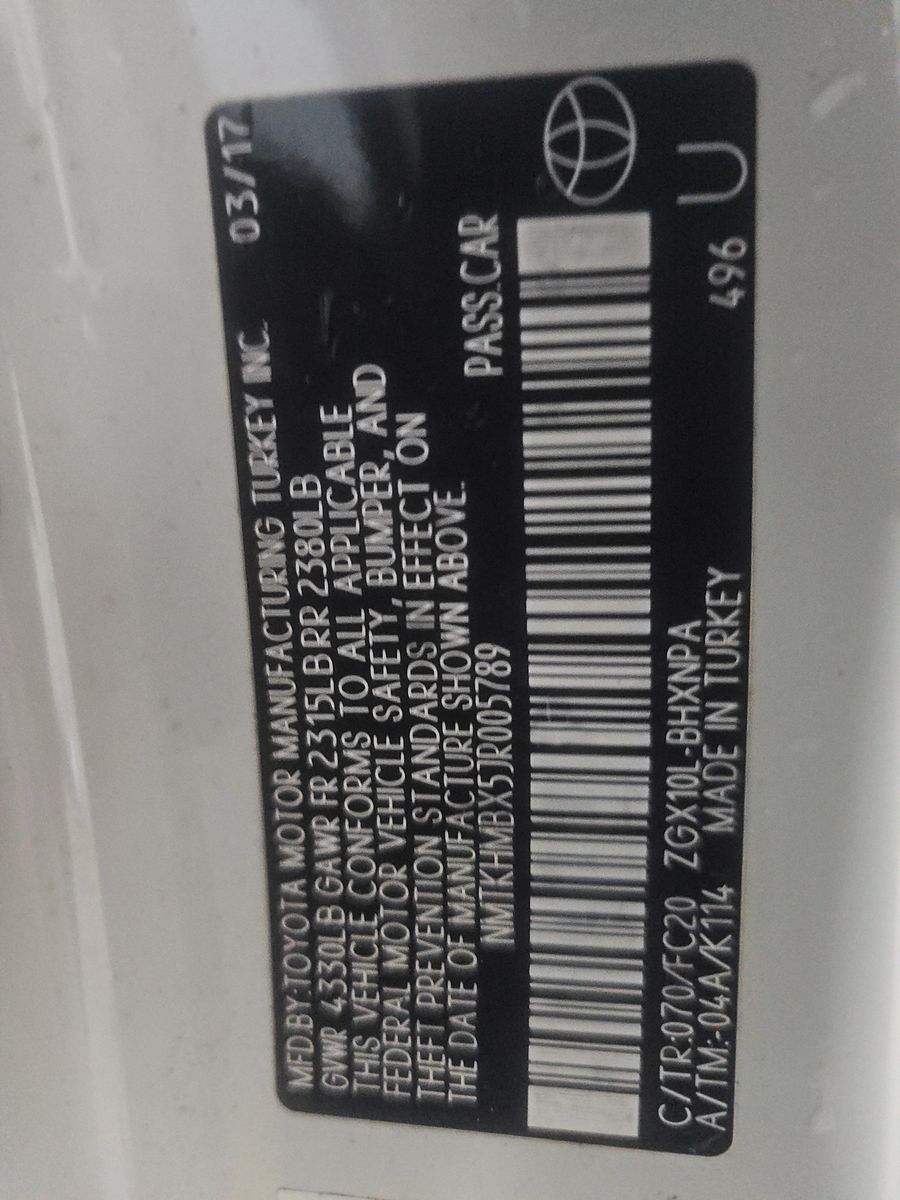 MFD.BY:TOYOTA MOTOR MANUFACTURING TURKEY INC. 03/17
GVWR 4330LB GAWR FR 2315LB RR 2380LB
THIS VEHICLE CONFORMS TO ALL APPLICABLE
FEDERAL MOTOR VEHICLE SAFETY, BUMPER, AND
THEFT PREVENTION STANDARDS IN EFFECT ON
THE DATE OF MANUFACTURE SHOWN ABOVE.
NMTKHMBX5JR005789 PASS.CAR
C/TR:070/FC20 ZGX10L-BHXNPA
A/TM:-04A/K114 MADE IN TURKEY 496 U